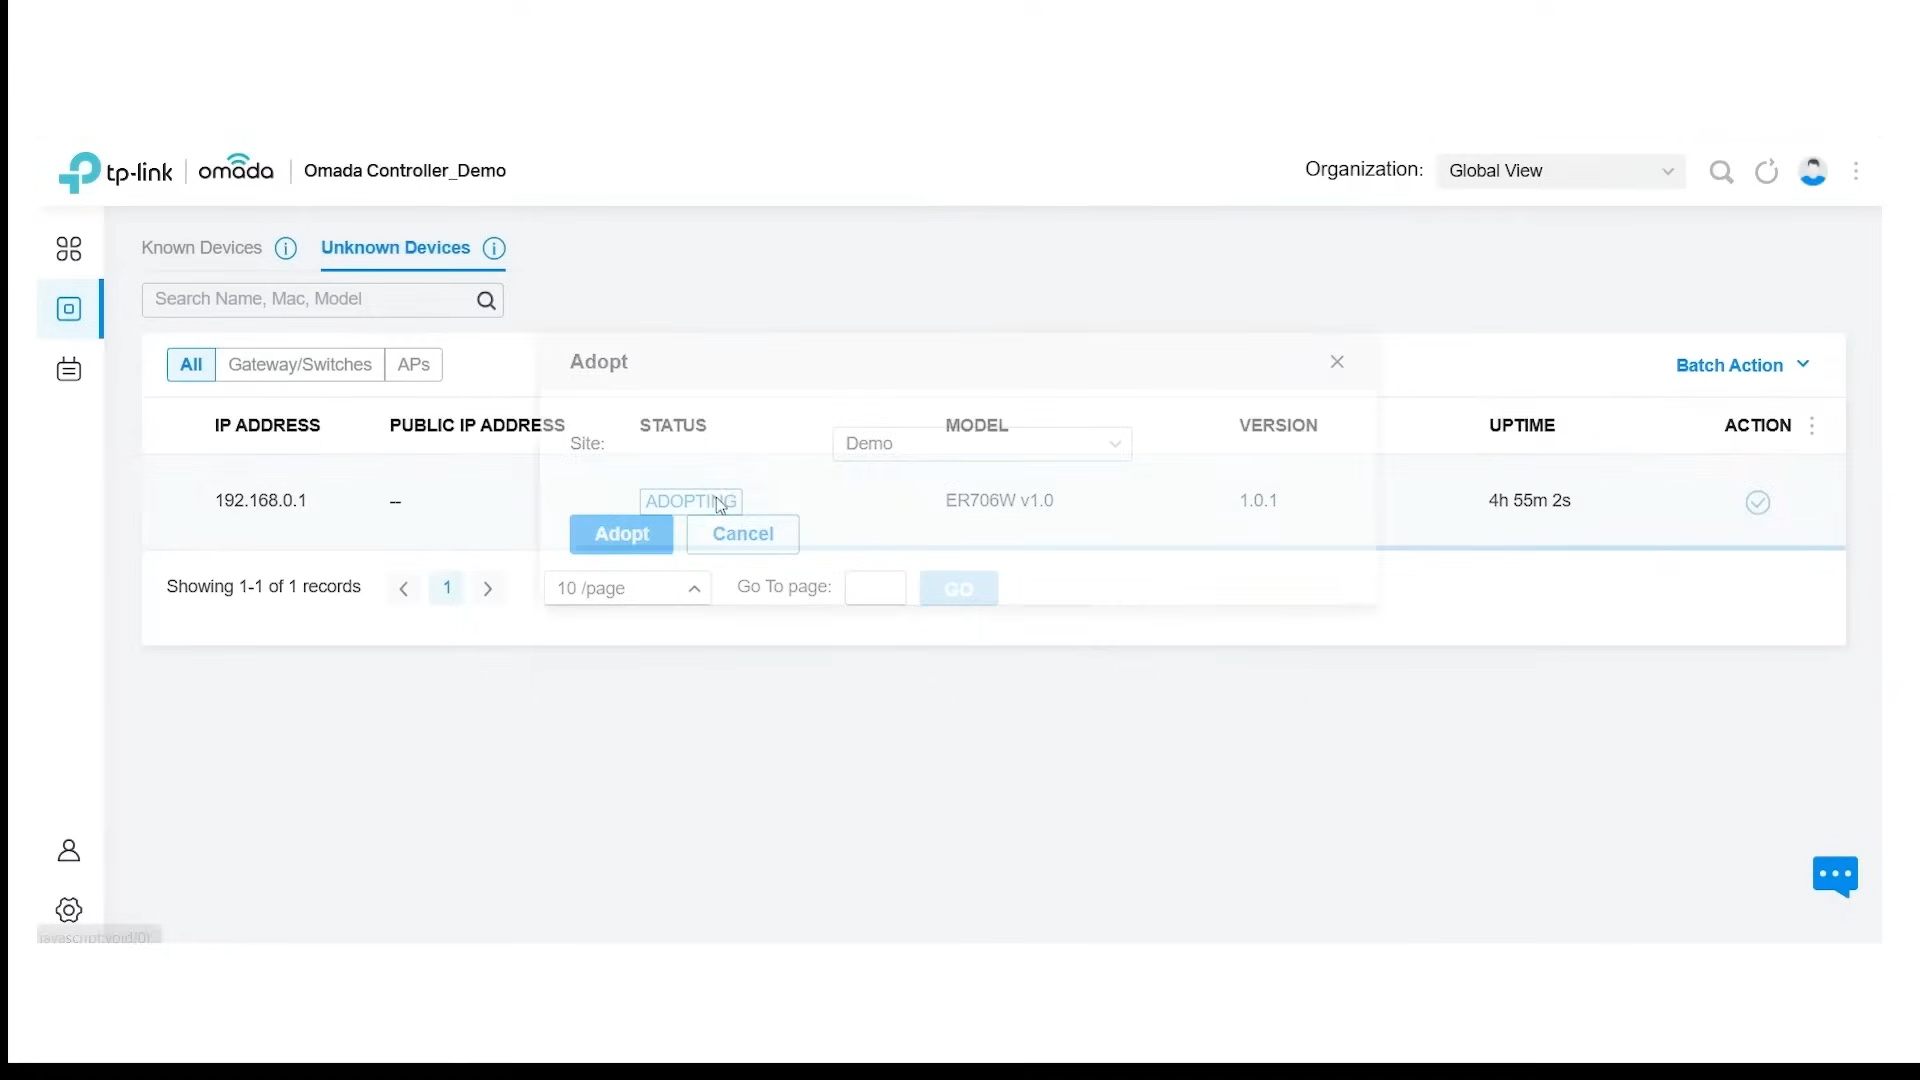 tp-link omada Omada Controller_Demo Organization: Global View
Known Devices Unknown Devices
Search Name, Mac, Model
All Gateway/Switches APs Adopt Batch Action
IP ADDRESS PUBLIC IP ADDRESS STATUS MODEL VERSION UPTIME ACTION
Site: Demo
192.168.0.1 -- ADOPTING ER706W v1.0 1.0.1 4h 55m 2s
Adopt Cancel
Showing 1-1 of 1 records 1 10 /page Go To page: GO
javascript:void(0)